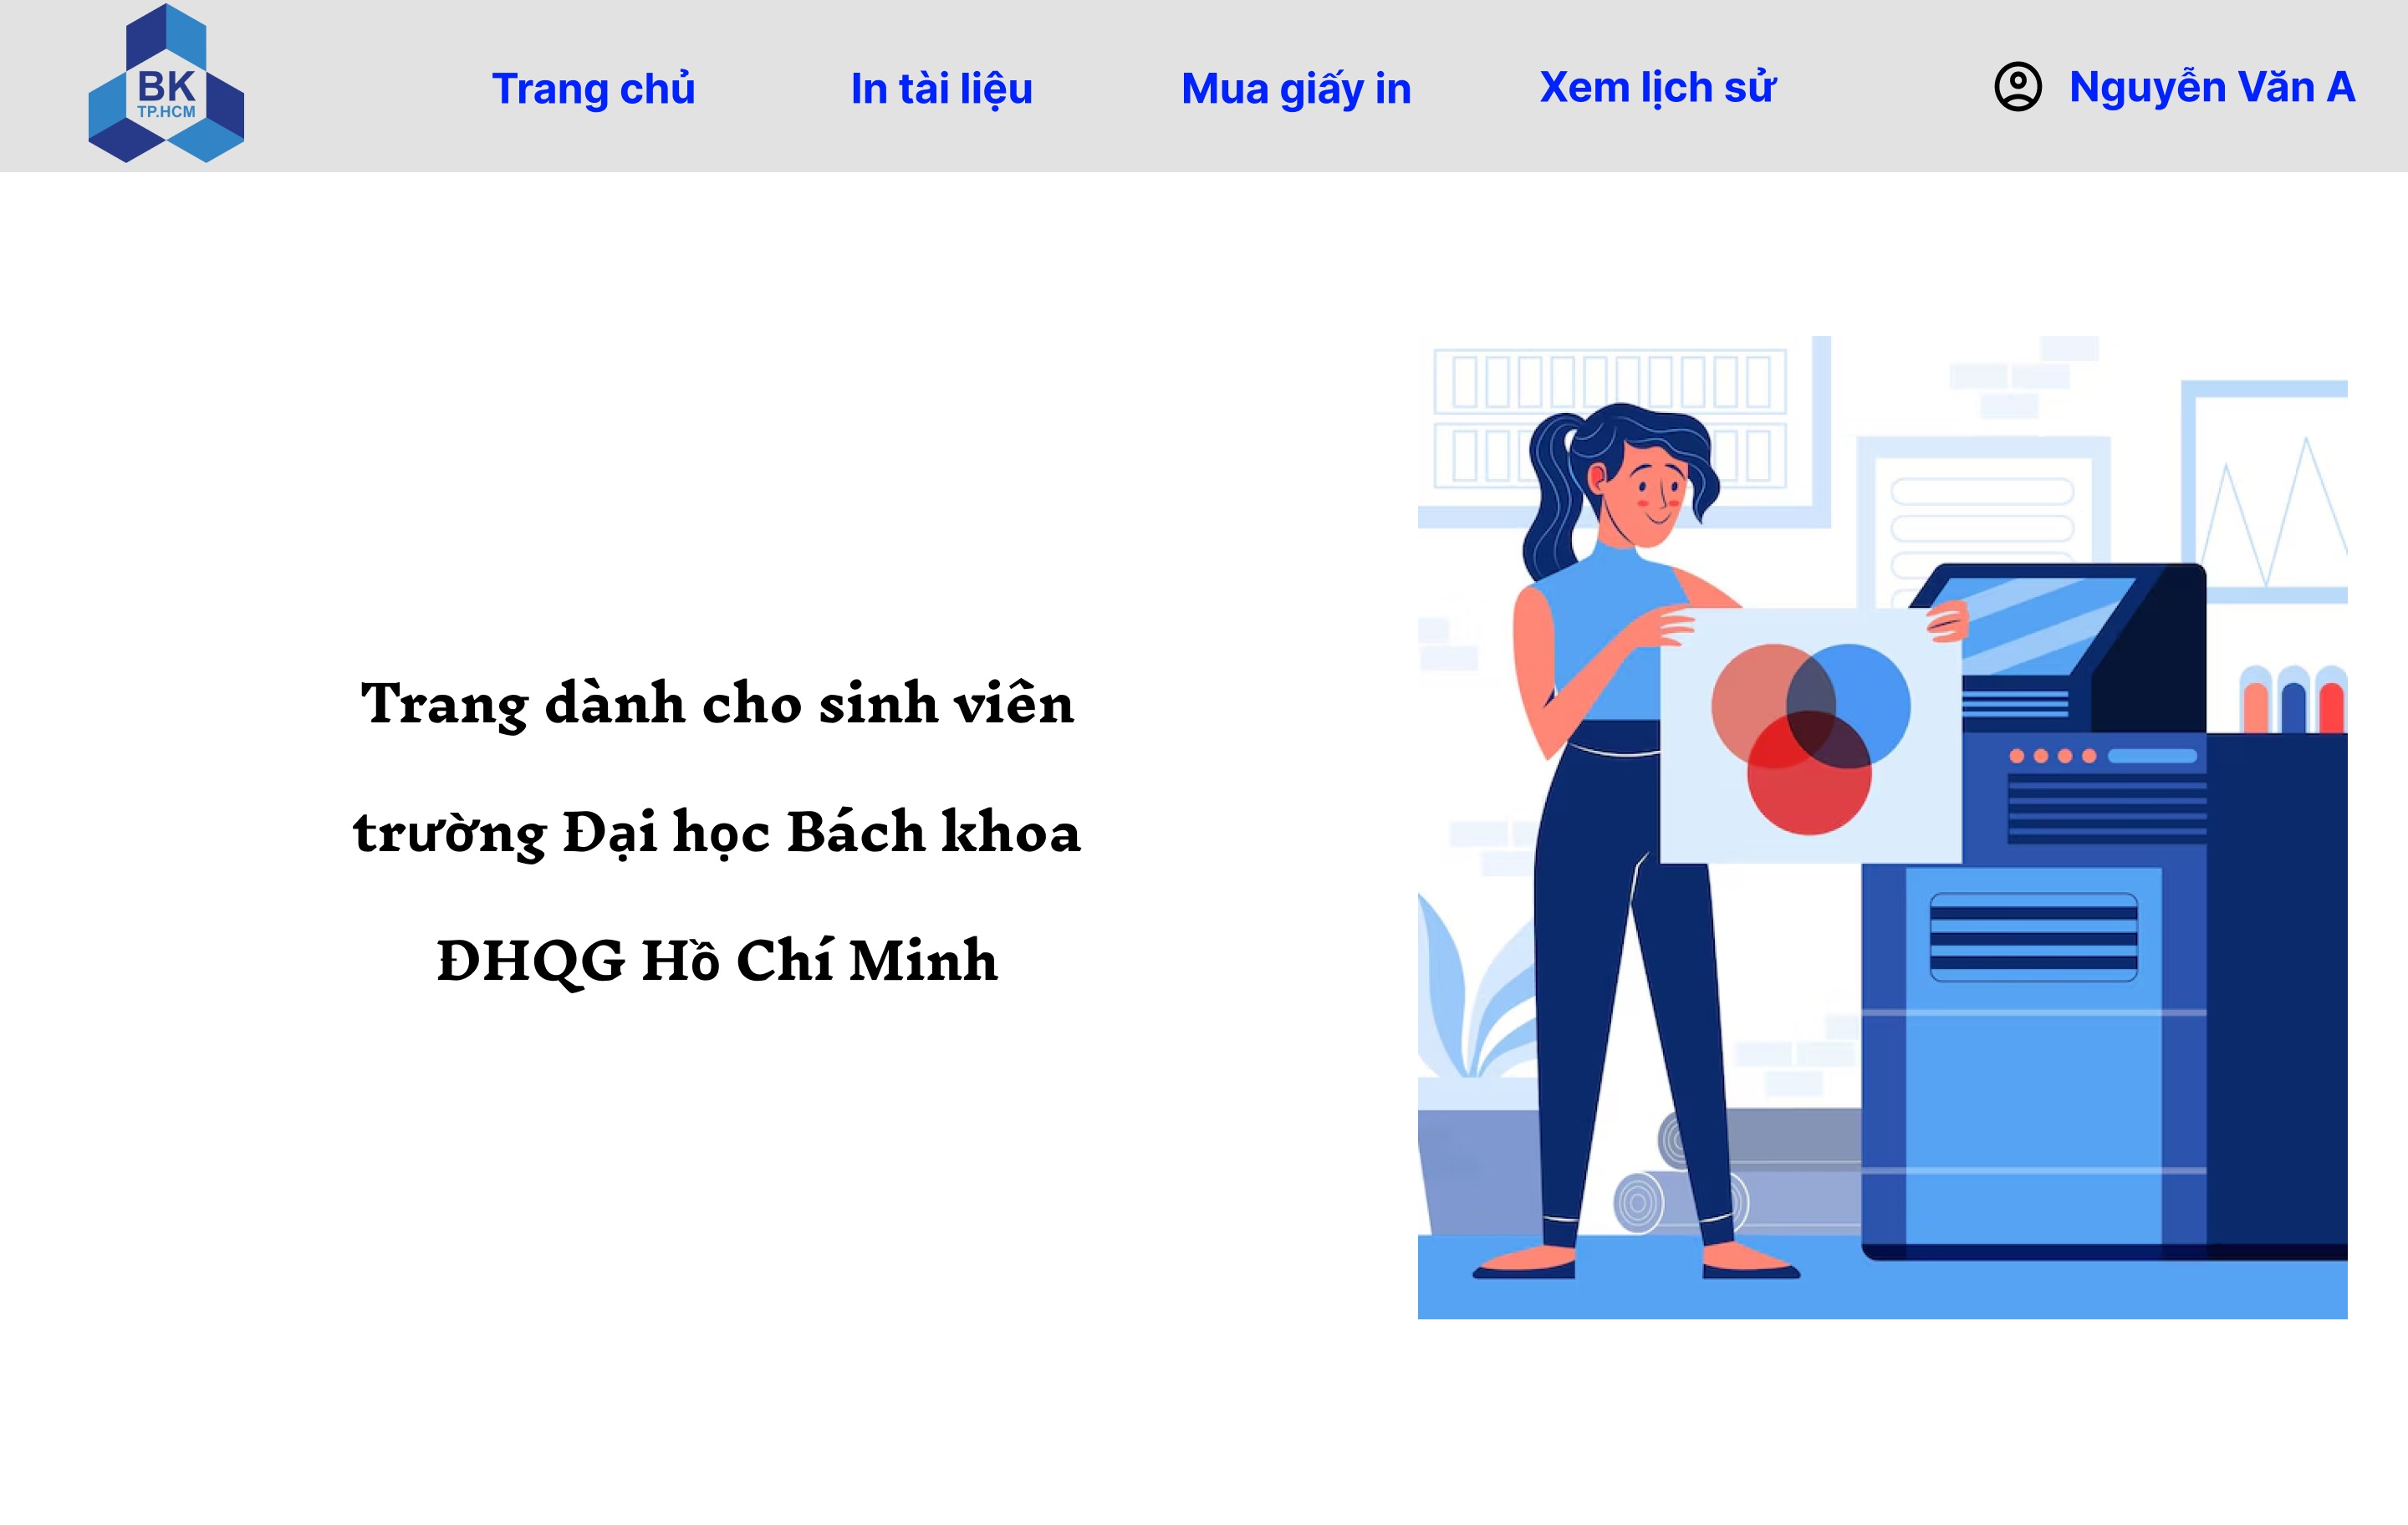 BK
TP.HCM
Trang chủ
In tài liệu
Mua giấy in
Xem lịch sử
Nguyễn Văn A
Trang dành cho sinh viên
trường Đại học Bách khoa
ĐHQG Hồ Chí Minh